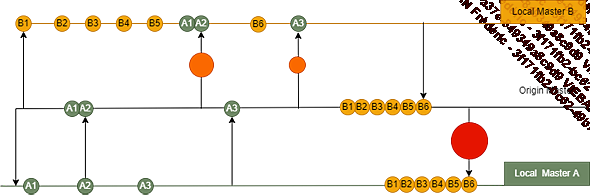 B1 B2 B3 B4 B5 A1 A2 B6 A3 Local Master B
A1 A2 A3 B1 B2 B3 B4 B5 B6 Origin
A1 A2 A3 B1 B2 B3 B4 B5 B6 Local Master A